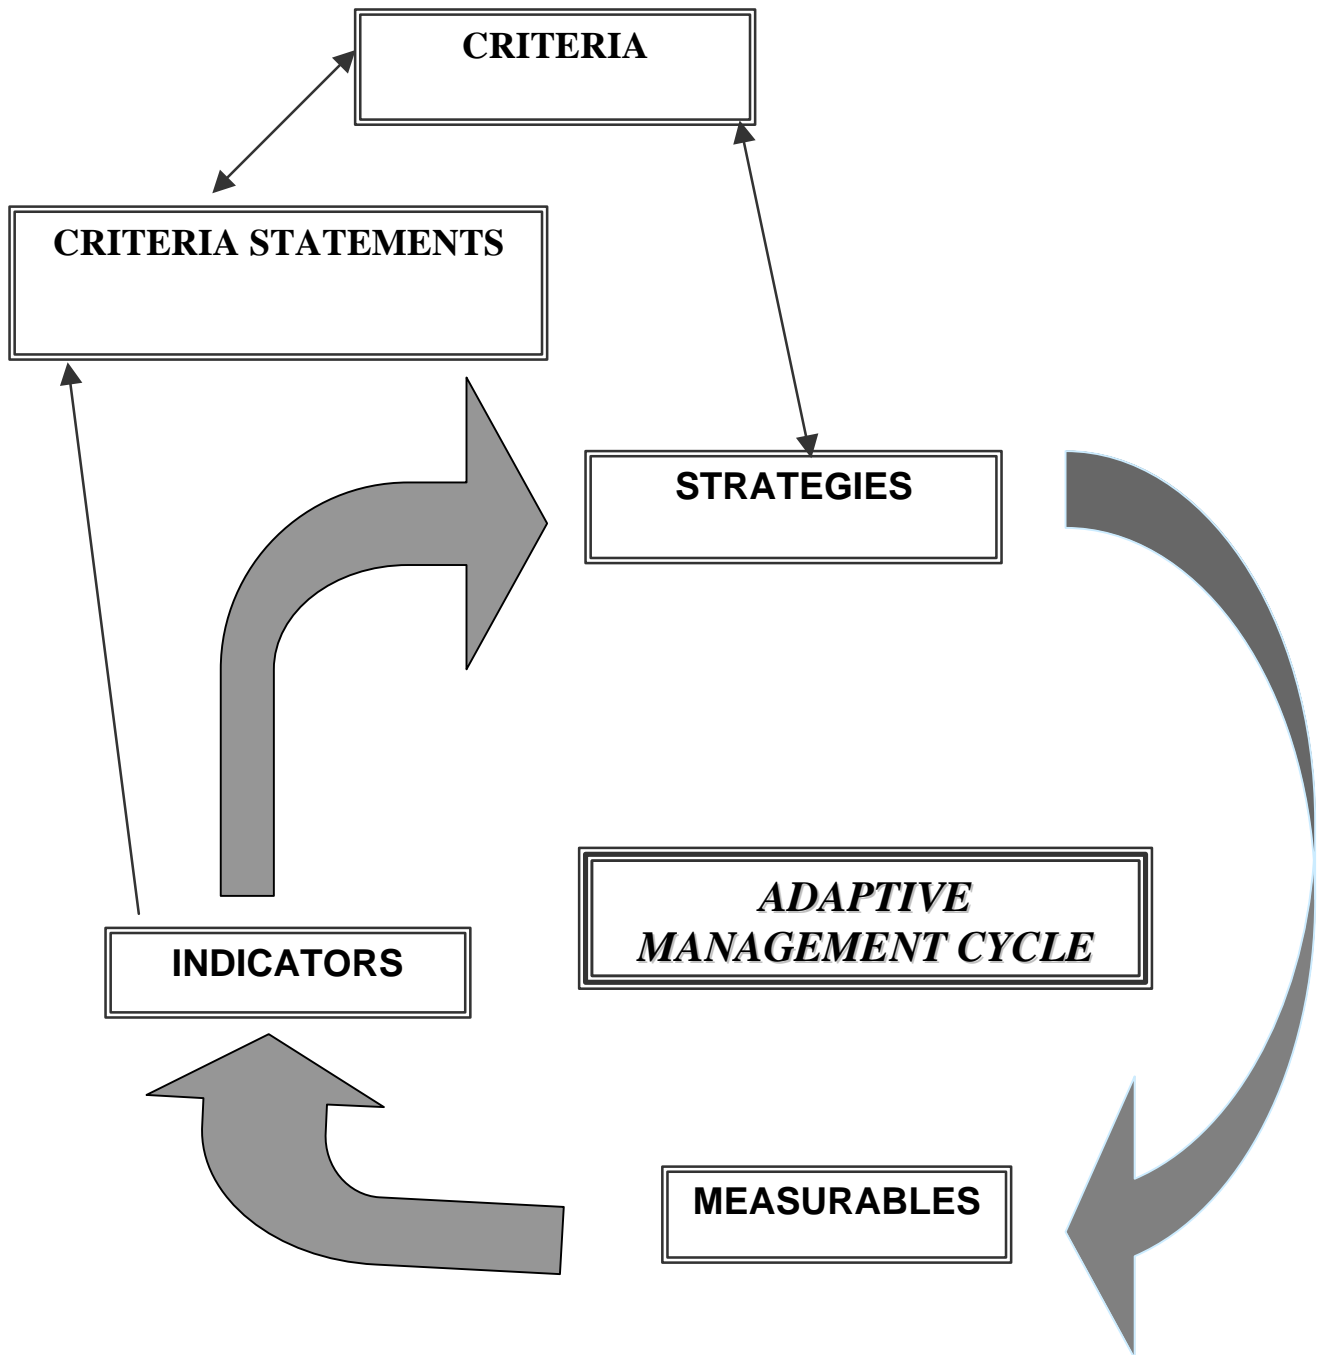 CRITERIA
CRITERIA STATEMENTS
STRATEGIES
ADAPTIVE
MANAGEMENT CYCLE
INDICATORS
MEASURABLES